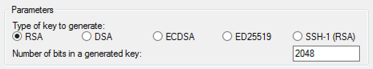 Parameters
Type of key to generate:
RSA DSA ECDSA ED25519 SSH-1 (RSA)
Number of bits in a generated key: 2048